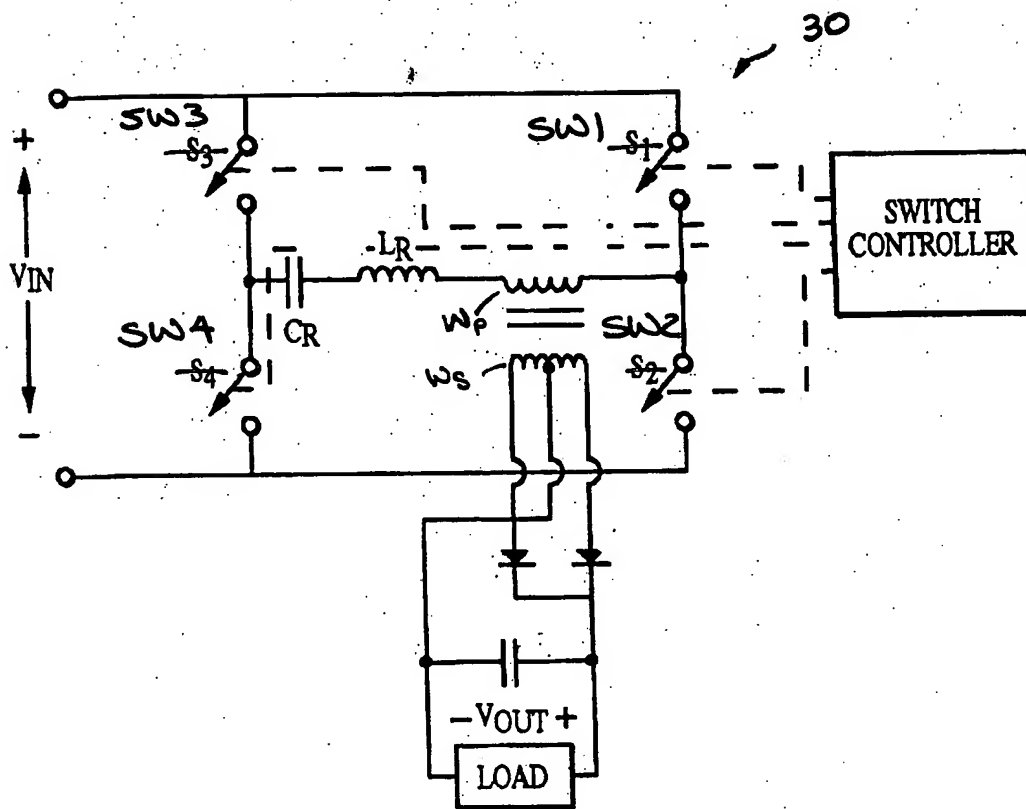 30
SW3
SW1
+
S3
S1
SWITCH
CONTROLLER
VIN
LR
CR
WP
SW4
SW2
S4
WS
S2
-
- VOUT +
LOAD